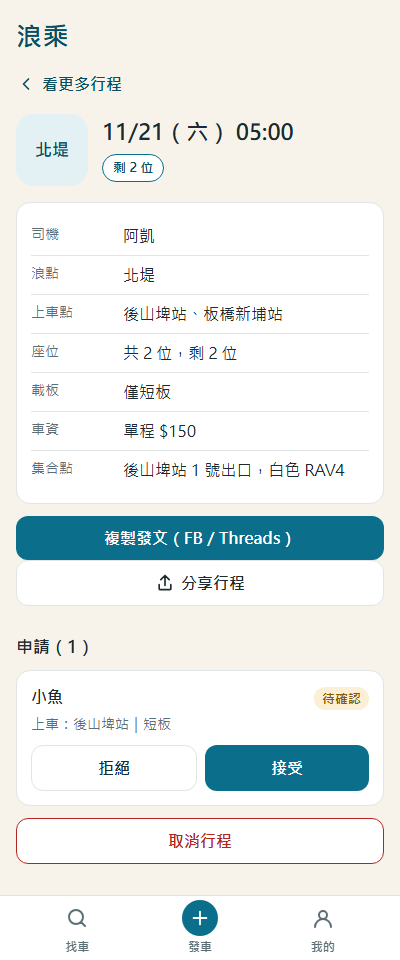 浪乘
看更多行程
北堤
11/21（六）05:00
剩 2 位
司機 阿凱
浪點 北堤
上車點 後山埤站、板橋新埔站
座位 共 2 位，剩 2 位
載板 僅短板
車資 單程 $150
集合點 後山埤站 1 號出口，白色 RAV4
複製發文（FB / Threads）
分享行程
申請（1）
小魚 待確認
上車：後山埤站｜短板
拒絕 接受
取消行程
找車 發車 我的